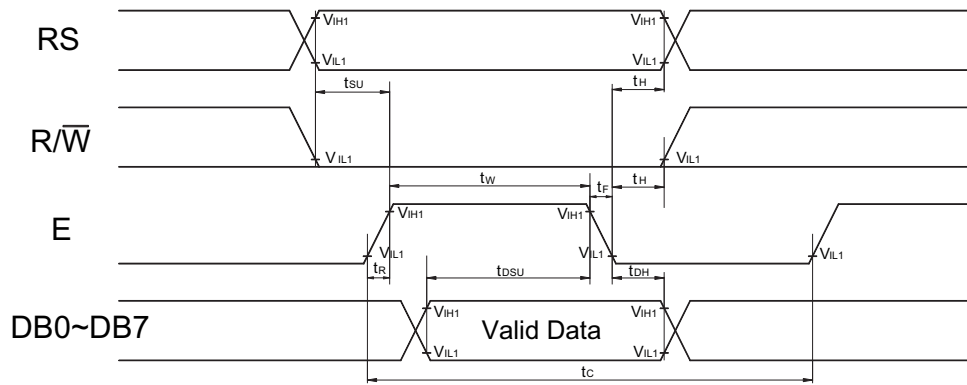 RS
VIH1
VIH1
VIL1
VIL1
tSU
tH
R/W̅
VIL1
VIL1
tW
tF
tH
E
VIH1
VIH1
VIL1
VIL1
VIL1
tR
tDSU
tDH
DB0~DB7
VIH1
Valid Data
VIH1
VIL1
VIL1
tC